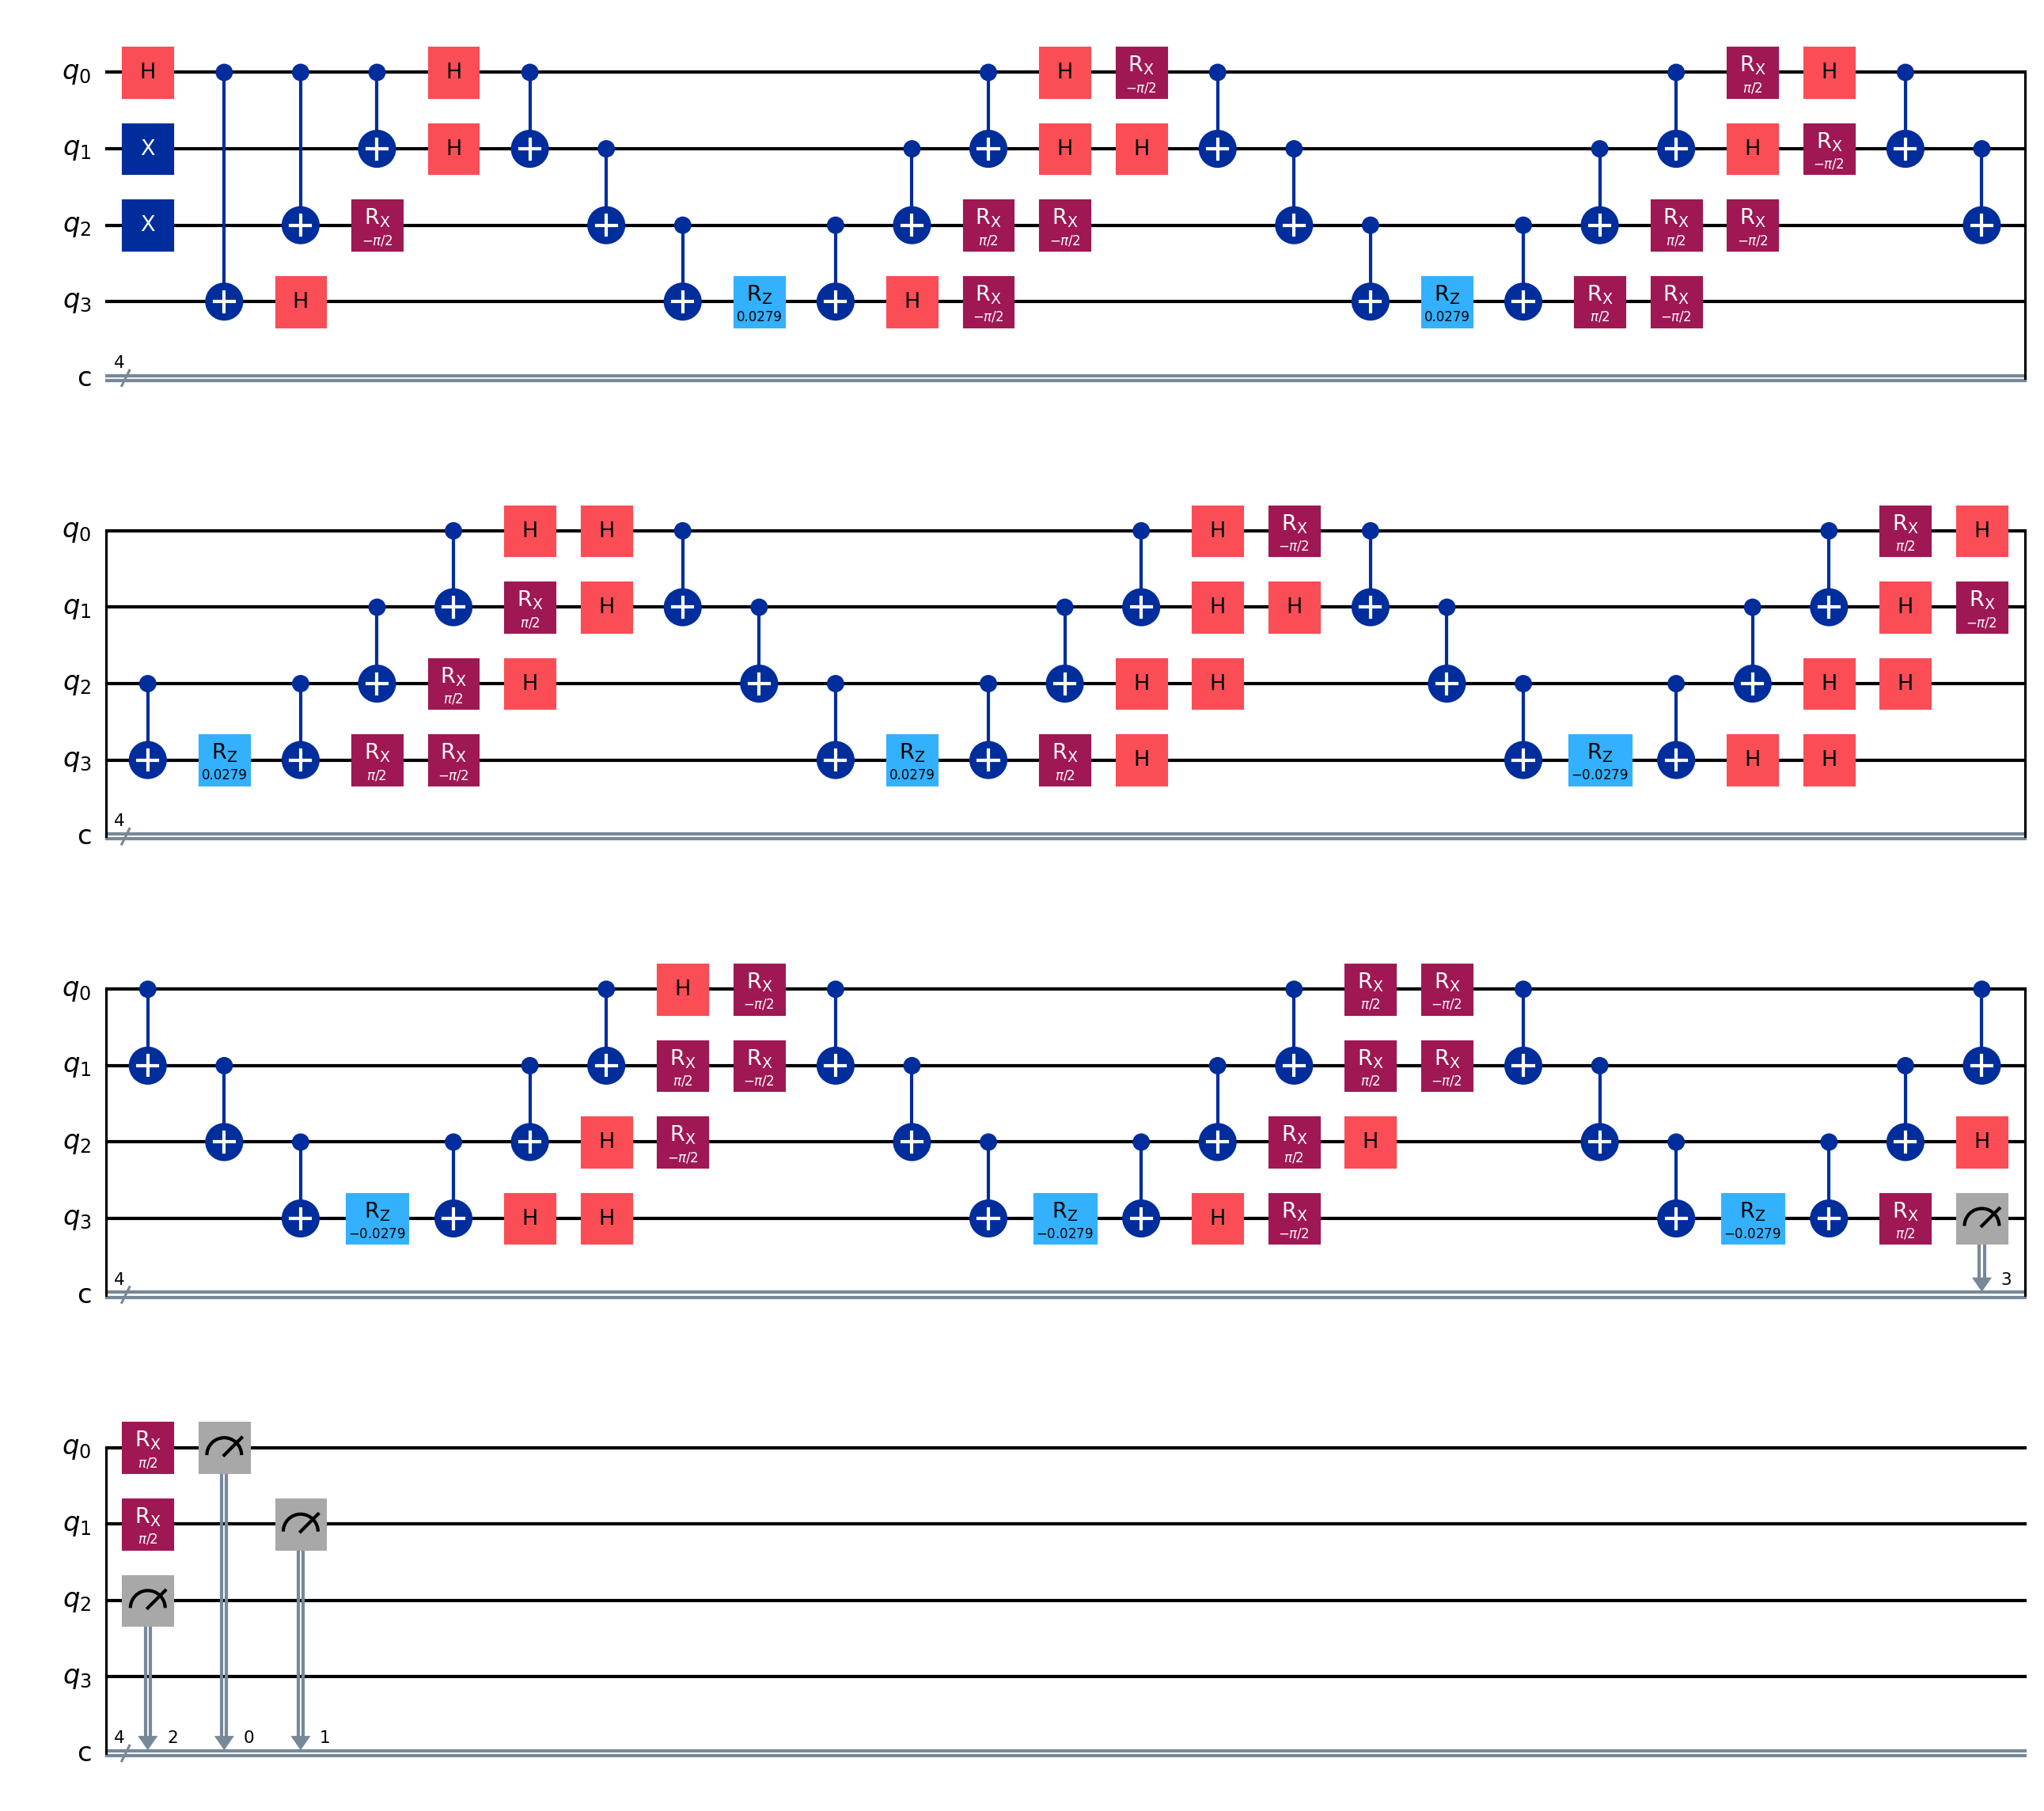 q0 H H H RX −π/2 RX π/2 H
q1 X H H H H RX −π/2
q2 X RX −π/2 RX π/2 RX −π/2 RX π/2 RX −π/2
q3 H RZ 0.0279 H RX −π/2 RZ 0.0279 RX π/2 RX −π/2
c 4
q0 H H H RX −π/2 RX π/2 H
q1 RX π/2 H H H H RX −π/2
q2 RX π/2 H H H H H
q3 RZ 0.0279 RX π/2 RX −π/2 RZ 0.0279 RX π/2 H RZ −0.0279 H H
c 4
q0 H RX −π/2 RX π/2 RX −π/2
q1 RX π/2 RX −π/2 RX π/2 RX −π/2
q2 H RX −π/2 RX π/2 H H
q3 RZ −0.0279 H H RZ −0.0279 H RX −π/2 RZ −0.0279 RX π/2
c 4 3
q0 RX π/2
q1 RX π/2
q2
q3
c 4 2 0 1